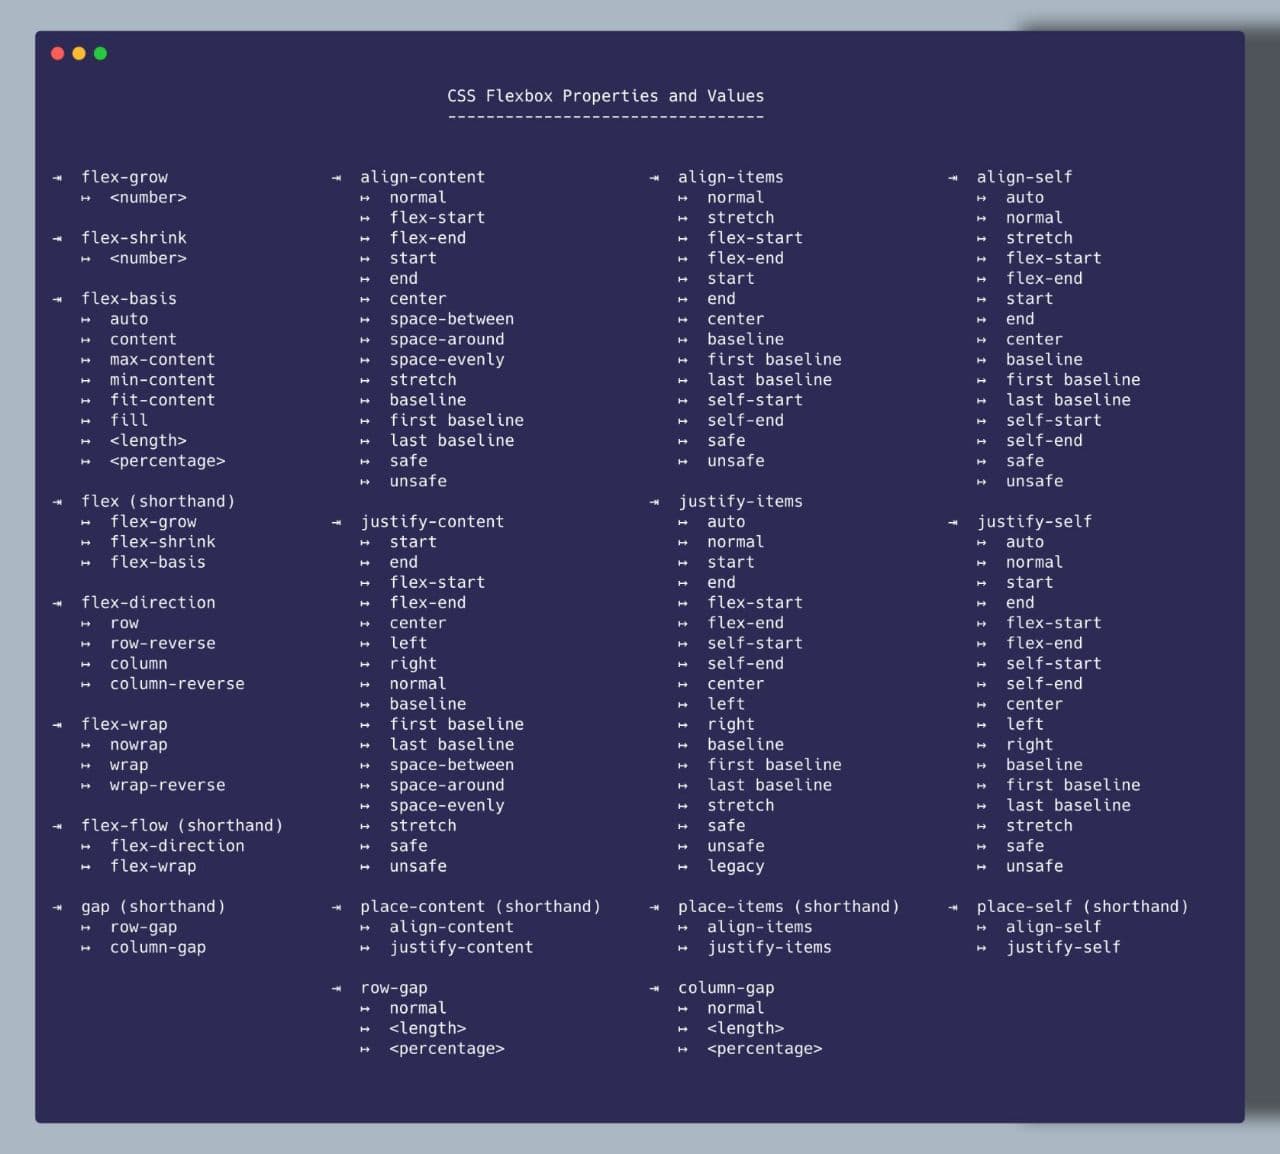 CSS Flexbox Properties and Values
---------------------------------
⇥ flex-grow
↦ <number>
⇥ flex-shrink
↦ <number>
⇥ flex-basis
↦ auto
↦ content
↦ max-content
↦ min-content
↦ fit-content
↦ fill
↦ <length>
↦ <percentage>
⇥ flex (shorthand)
↦ flex-grow
↦ flex-shrink
↦ flex-basis
⇥ flex-direction
↦ row
↦ row-reverse
↦ column
↦ column-reverse
⇥ flex-wrap
↦ nowrap
↦ wrap
↦ wrap-reverse
⇥ flex-flow (shorthand)
↦ flex-direction
↦ flex-wrap
⇥ gap (shorthand)
↦ row-gap
↦ column-gap
⇥ align-content
↦ normal
↦ flex-start
↦ flex-end
↦ start
↦ end
↦ center
↦ space-between
↦ space-around
↦ space-evenly
↦ stretch
↦ baseline
↦ first baseline
↦ last baseline
↦ safe
↦ unsafe
⇥ justify-content
↦ start
↦ end
↦ flex-start
↦ flex-end
↦ center
↦ left
↦ right
↦ normal
↦ baseline
↦ first baseline
↦ last baseline
↦ space-between
↦ space-around
↦ space-evenly
↦ stretch
↦ safe
↦ unsafe
⇥ place-content (shorthand)
↦ align-content
↦ justify-content
⇥ row-gap
↦ normal
↦ <length>
↦ <percentage>
⇥ align-items
↦ normal
↦ stretch
↦ flex-start
↦ flex-end
↦ start
↦ end
↦ center
↦ baseline
↦ first baseline
↦ last baseline
↦ self-start
↦ self-end
↦ safe
↦ unsafe
⇥ justify-items
↦ auto
↦ normal
↦ start
↦ end
↦ flex-start
↦ flex-end
↦ self-start
↦ self-end
↦ center
↦ left
↦ right
↦ baseline
↦ first baseline
↦ last baseline
↦ stretch
↦ safe
↦ unsafe
↦ legacy
⇥ place-items (shorthand)
↦ align-items
↦ justify-items
⇥ column-gap
↦ normal
↦ <length>
↦ <percentage>
⇥ align-self
↦ auto
↦ normal
↦ stretch
↦ flex-start
↦ flex-end
↦ start
↦ end
↦ center
↦ baseline
↦ first baseline
↦ last baseline
↦ self-start
↦ self-end
↦ safe
↦ unsafe
⇥ justify-self
↦ auto
↦ normal
↦ start
↦ end
↦ flex-start
↦ flex-end
↦ self-start
↦ self-end
↦ center
↦ left
↦ right
↦ baseline
↦ first baseline
↦ last baseline
↦ stretch
↦ safe
↦ unsafe
⇥ place-self (shorthand)
↦ align-self
↦ justify-self